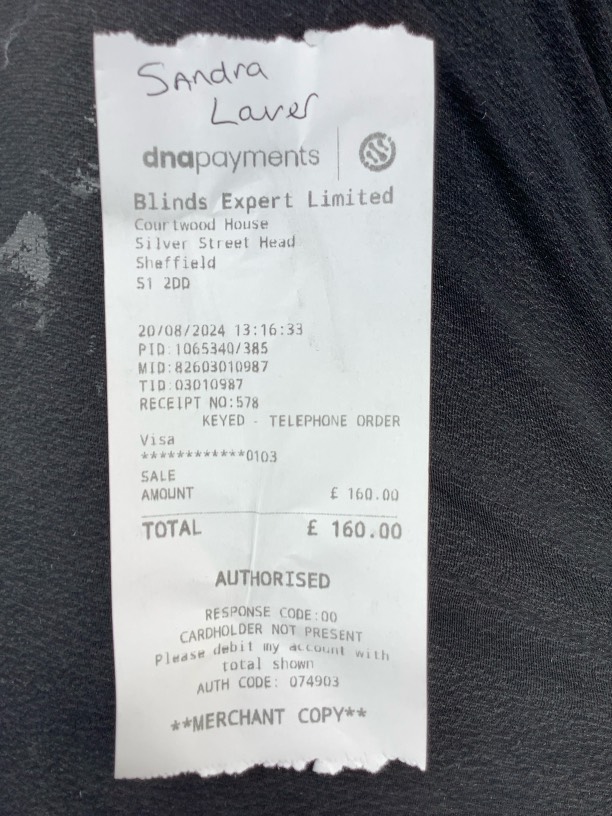 Sandra
Laver
dnapayments
Blinds Expert Limited
Courtwood House
Silver Street Head
Sheffield
S1 2DD
20/08/2024 13:16:33
PID:1065340/385
MID:82603010987
TID:03010987
RECEIPT NO:578
KEYED - TELEPHONE ORDER
Visa
************0103
SALE
AMOUNT £ 160.00
TOTAL £ 160.00
AUTHORISED
RESPONSE CODE:00
CARDHOLDER NOT PRESENT
Please debit my account with
total shown
AUTH CODE: 074903
**MERCHANT COPY**